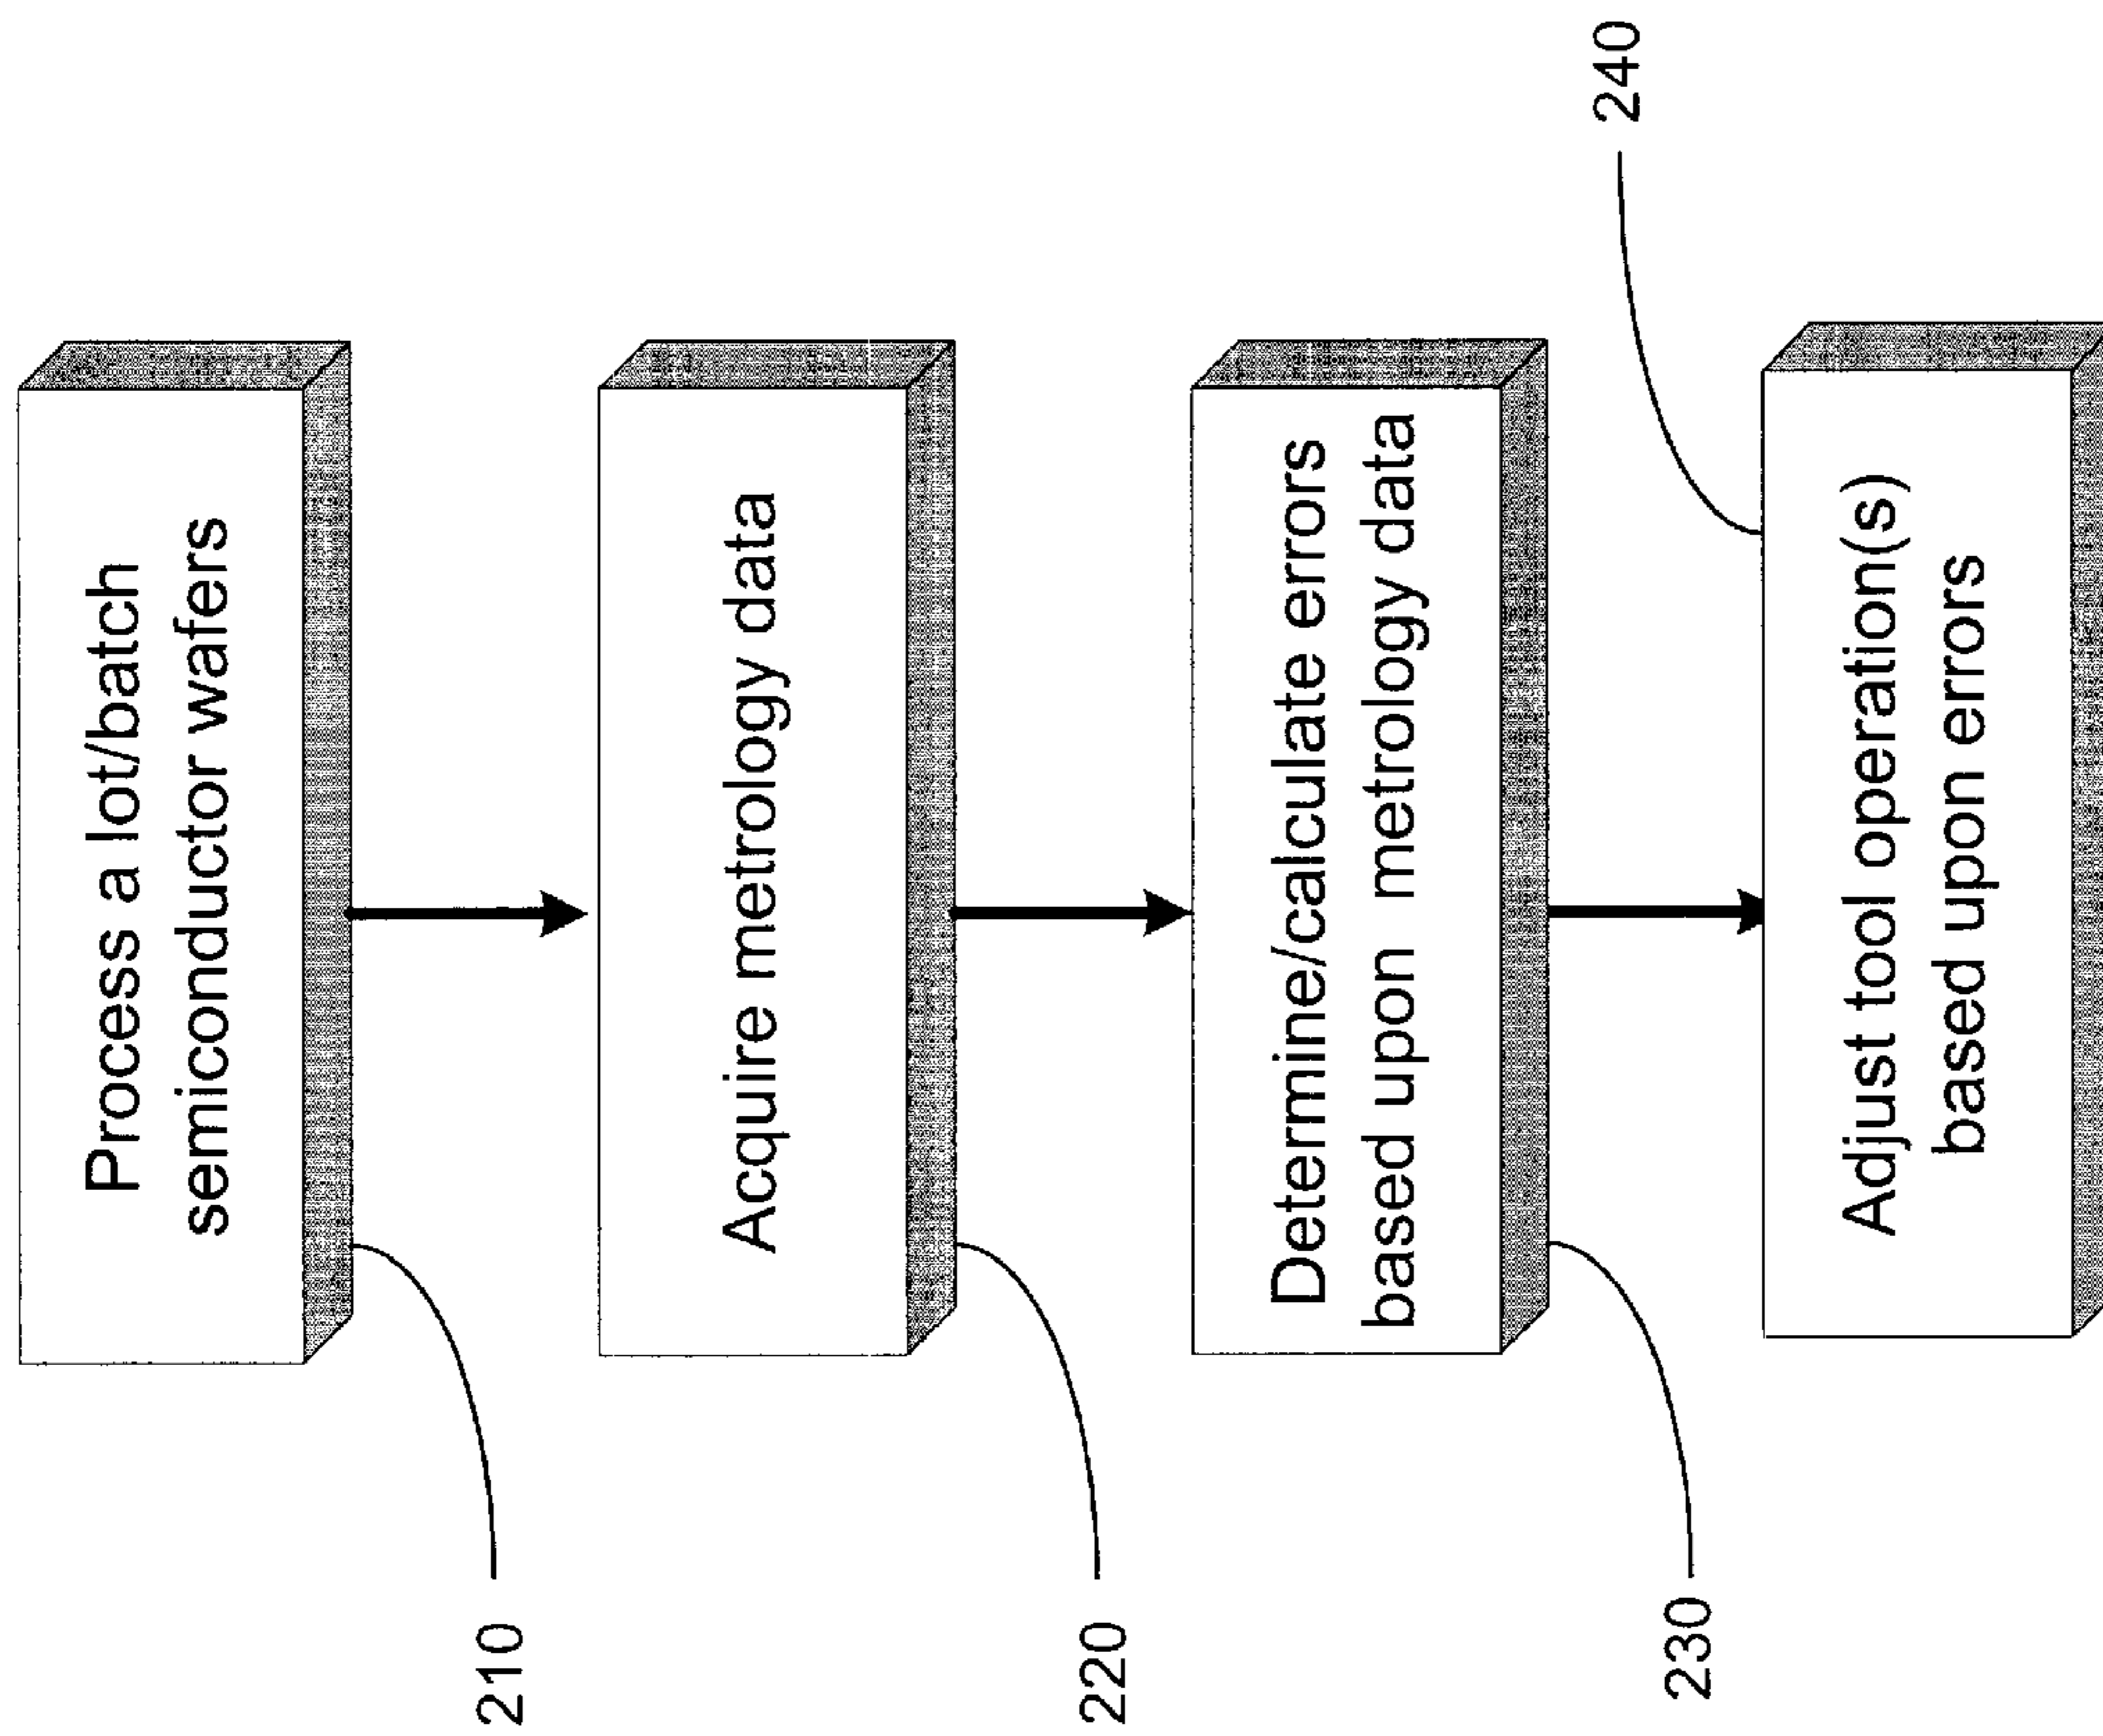 Process a lot/batch
semiconductor wafers
210
Acquire metrology data
220
Determine/calculate errors
based upon metrology data
230
Adjust tool operation(s)
based upon errors
240